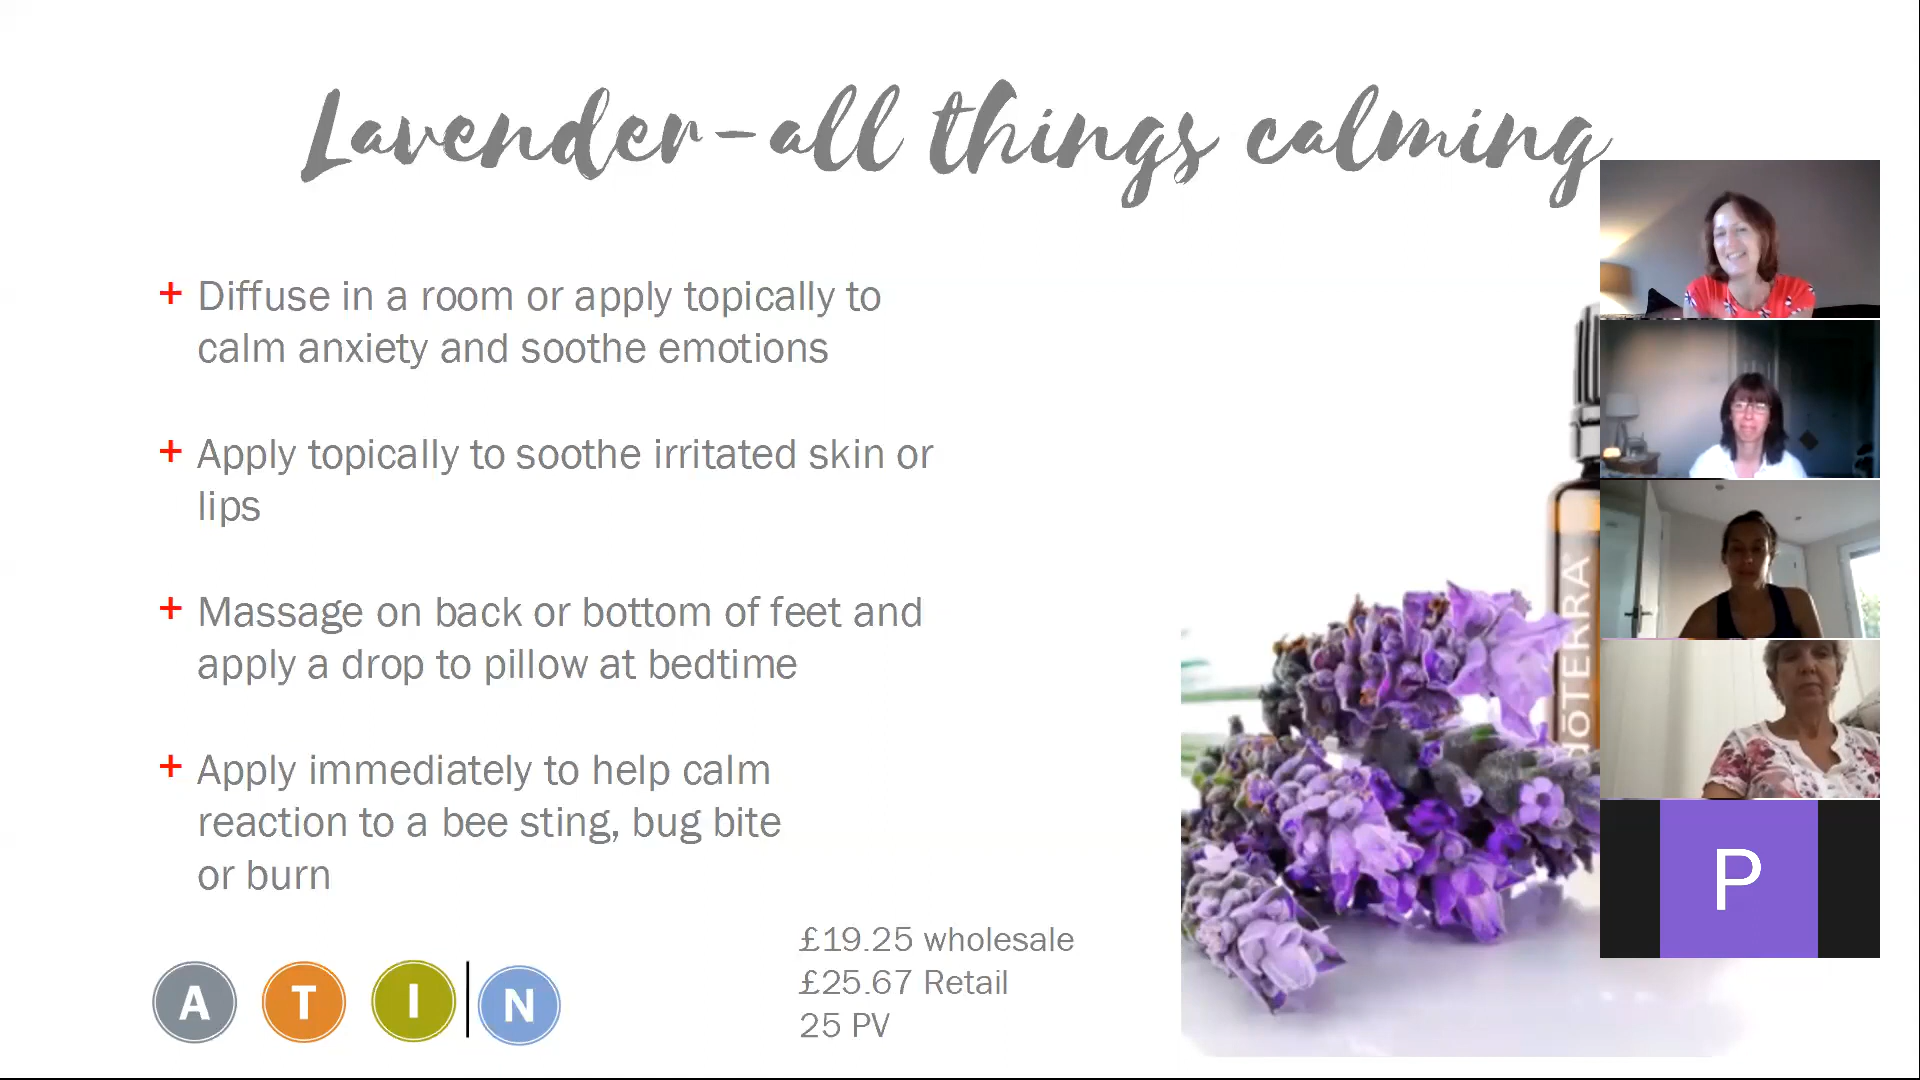 Lavender-all things calming
+ Diffuse in a room or apply topically to
calm anxiety and soothe emotions
+ Apply topically to soothe irritated skin or
lips
+ Massage on back or bottom of feet and
apply a drop to pillow at bedtime
+ Apply immediately to help calm
reaction to a bee sting, bug bite
or burn
£19.25 wholesale
£25.67 Retail
25 PV
A T I N
dōTERRA
P